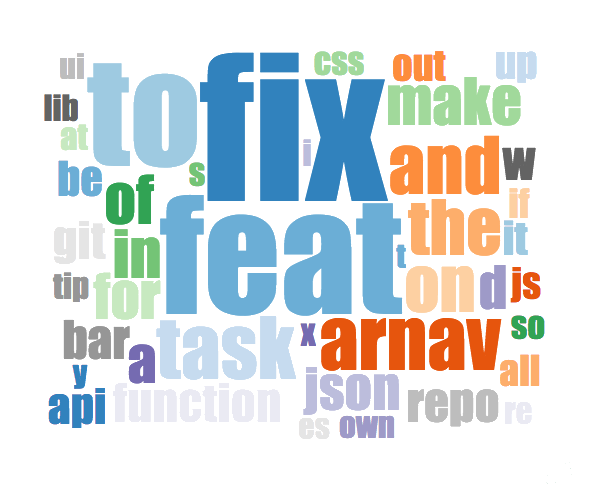 ui
to
fix
css
out
up
lib
make
at
i
and
w
be
s
of
if
feat
the
it
git
in
t
on
d
js
tip
for
bar
a
task
x
arnav
so
y
all
json
api
function
repo
re
es
own